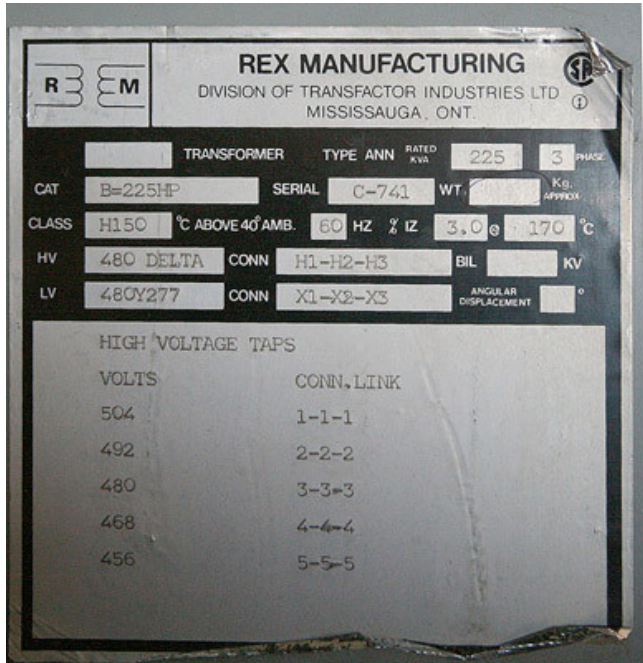 R M
REX MANUFACTURING
DIVISION OF TRANSFACTOR INDUSTRIES LTD
MISSISSAUGA, ONT.
TRANSFORMER TYPE ANN RATED KVA 225 3 PHASE
CAT B=225HP SERIAL C-741 WT. Kg. APPROX
CLASS H150 °C ABOVE 40° AMB. 60 HZ % IZ 3.0 @ 170 °C
HV 480 DELTA CONN H1-H2-H3 BIL KV
LV 480Y277 CONN X1-X2-X3 ANGULAR DISPLACEMENT °
HIGH VOLTAGE TAPS
VOLTS CONN.LINK
504 1-1-1
492 2-2-2
480 3-3-3
468 4-4-4
456 5-5-5